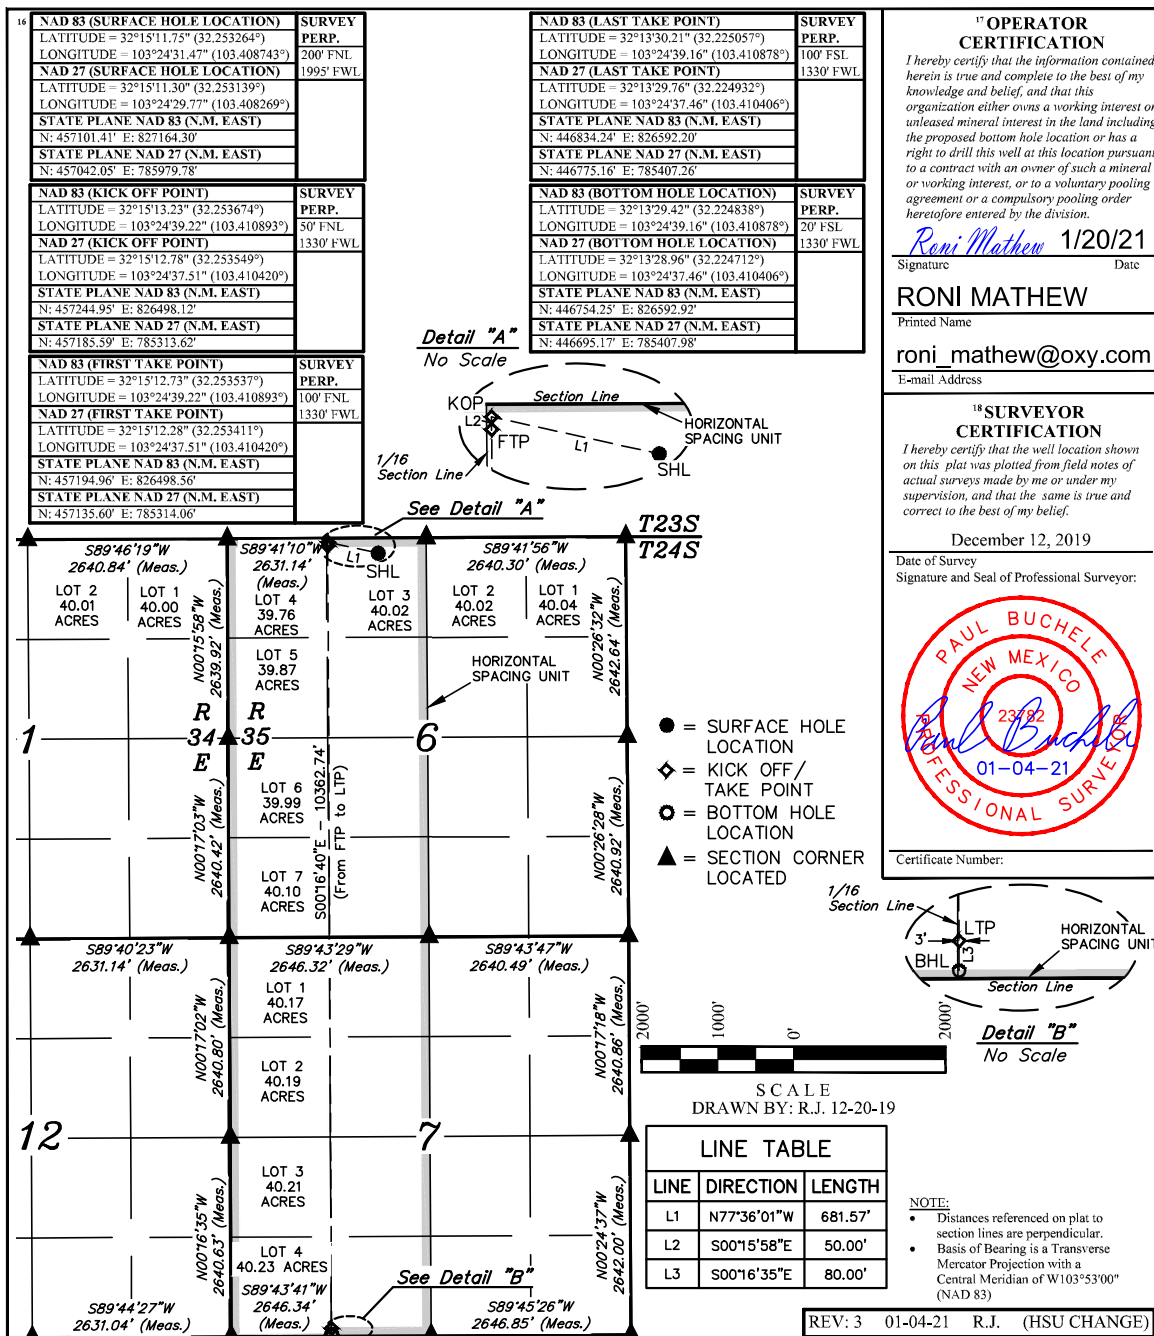 16
NAD 83 (SURFACE HOLE LOCATION)
LATITUDE = 32°15'11.75" (32.253264°)
LONGITUDE = 103°24'31.47" (103.408743°)
NAD 27 (SURFACE HOLE LOCATION)
LATITUDE = 32°15'11.30" (32.253139°)
LONGITUDE = 103°24'29.77" (103.408269°)
STATE PLANE NAD 83 (N.M. EAST)
N: 457101.41' E: 827164.30'
STATE PLANE NAD 27 (N.M. EAST)
N: 457042.05' E: 785979.78'
SURVEY
PERP.
200' FNL
1995' FWL
NAD 83 (KICK OFF POINT)
LATITUDE = 32°15'13.23" (32.253674°)
LONGITUDE = 103°24'39.22" (103.410893°)
NAD 27 (KICK OFF POINT)
LATITUDE = 32°15'12.78" (32.253549°)
LONGITUDE = 103°24'37.51" (103.410420°)
STATE PLANE NAD 83 (N.M. EAST)
N: 457244.95' E: 826498.12'
STATE PLANE NAD 27 (N.M. EAST)
N: 457185.59' E: 785313.62'
SURVEY
PERP.
50' FNL
1330' FWL
NAD 83 (FIRST TAKE POINT)
LATITUDE = 32°15'12.73" (32.253537°)
LONGITUDE = 103°24'39.22" (103.410893°)
NAD 27 (FIRST TAKE POINT)
LATITUDE = 32°15'12.28" (32.253411°)
LONGITUDE = 103°24'37.51" (103.410420°)
STATE PLANE NAD 83 (N.M. EAST)
N: 457194.96' E: 826498.56'
STATE PLANE NAD 27 (N.M. EAST)
N: 457135.60' E: 785314.06'
SURVEY
PERP.
100' FNL
1330' FWL
NAD 83 (LAST TAKE POINT)
LATITUDE = 32°13'30.21" (32.225057°)
LONGITUDE = 103°24'39.16" (103.410878°)
NAD 27 (LAST TAKE POINT)
LATITUDE = 32°13'29.76" (32.224932°)
LONGITUDE = 103°24'37.46" (103.410406°)
STATE PLANE NAD 83 (N.M. EAST)
N: 446834.24' E: 826592.20'
STATE PLANE NAD 27 (N.M. EAST)
N: 446775.16' E: 785407.26'
SURVEY
PERP.
100' FSL
1330' FWL
NAD 83 (BOTTOM HOLE LOCATION)
LATITUDE = 32°13'29.42" (32.224838°)
LONGITUDE = 103°24'39.16" (103.410878°)
NAD 27 (BOTTOM HOLE LOCATION)
LATITUDE = 32°13'28.96" (32.224712°)
LONGITUDE = 103°24'37.46" (103.410406°)
STATE PLANE NAD 83 (N.M. EAST)
N: 446754.25' E: 826592.92'
STATE PLANE NAD 27 (N.M. EAST)
N: 446695.17' E: 785407.98'
SURVEY
PERP.
20' FSL
1330' FWL
17 OPERATOR
CERTIFICATION
I hereby certify that the information contained
herein is true and complete to the best of my
knowledge and belief, and that this
organization either owns a working interest or
unleased mineral interest in the land including
the proposed bottom hole location or has a
right to drill this well at this location pursuant
to a contract with an owner of such a mineral
or working interest, or to a voluntary pooling
agreement or a compulsory pooling order
heretofore entered by the division.
Roni Mathew 1/20/21
Signature Date
RONI MATHEW
Printed Name
roni_mathew@oxy.com
E-mail Address
18 SURVEYOR
CERTIFICATION
I hereby certify that the well location shown
on this plat was plotted from field notes of
actual surveys made by me or under my
supervision, and that the same is true and
correct to the best of my belief.
December 12, 2019
Date of Survey
Signature and Seal of Professional Surveyor:
PAUL BUCHELE
NEW MEXICO
23782
Paul Buchele
01-04-21
PROFESSIONAL SURVEYOR
Certificate Number:
Detail "A"
No Scale
KOP
Section Line
L2
HORIZONTAL
SPACING UNIT
FTP
L1
1/16
Section Line
SHL
See Detail "A"
T23S
T24S
S89°46'19"W
2640.84' (Meas.)
S89°41'10"W
2631.14'
(Meas.)
L1
SHL
S89°41'56"W
2640.30' (Meas.)
LOT 2
40.01
ACRES
LOT 1
40.00
ACRES
N00°15'58"W
2639.92' (Meas.)
LOT 4
39.76
ACRES
LOT 3
40.02
ACRES
LOT 2
40.02
ACRES
LOT 1
40.04
ACRES
N00°26'32"W
2642.64' (Meas.)
LOT 5
39.87
ACRES
HORIZONTAL
SPACING UNIT
1
R
34
E
R
35
E
6
LOT 6
39.99
ACRES
N00°17'03"W
2640.42' (Meas.)
S00°16'40"E - 10362.74'
(From FTP to LTP)
N00°26'28"W
2640.92' (Meas.)
LOT 7
40.10
ACRES
= SURFACE HOLE
LOCATION
= KICK OFF/
TAKE POINT
= BOTTOM HOLE
LOCATION
= SECTION CORNER
LOCATED
S89°40'23"W
2631.14' (Meas.)
S89°43'29"W
2646.32' (Meas.)
S89°43'47"W
2640.49' (Meas.)
LOT 1
40.17
ACRES
N00°17'02"W
2640.80' (Meas.)
N00°17'18"W
2640.86' (Meas.)
LOT 2
40.19
ACRES
12
7
LOT 3
40.21
ACRES
N00°16'35"W
2640.63' (Meas.)
N00°24'37"W
2642.00' (Meas.)
LOT 4
40.23 ACRES
S89°43'41"W
2646.34'
(Meas.)
See Detail "B"
S89°44'27"W
2631.04' (Meas.)
S89°45'26"W
2646.85' (Meas.)
1/16
Section Line
LTP
3'
L3
BHL
HORIZONTAL
SPACING UNIT
Section Line
Detail "B"
No Scale
2000'
1000'
0'
2000'
SCALE
DRAWN BY: R.J. 12-20-19
LINE TABLE
LINE DIRECTION LENGTH
L1 N77°36'01"W 681.57'
L2 S00°15'58"E 50.00'
L3 S00°16'35"E 80.00'
NOTE:
• Distances referenced on plat to
section lines are perpendicular.
• Basis of Bearing is a Transverse
Mercator Projection with a
Central Meridian of W103°53'00"
(NAD 83)
REV: 3 01-04-21 R.J. (HSU CHANGE)